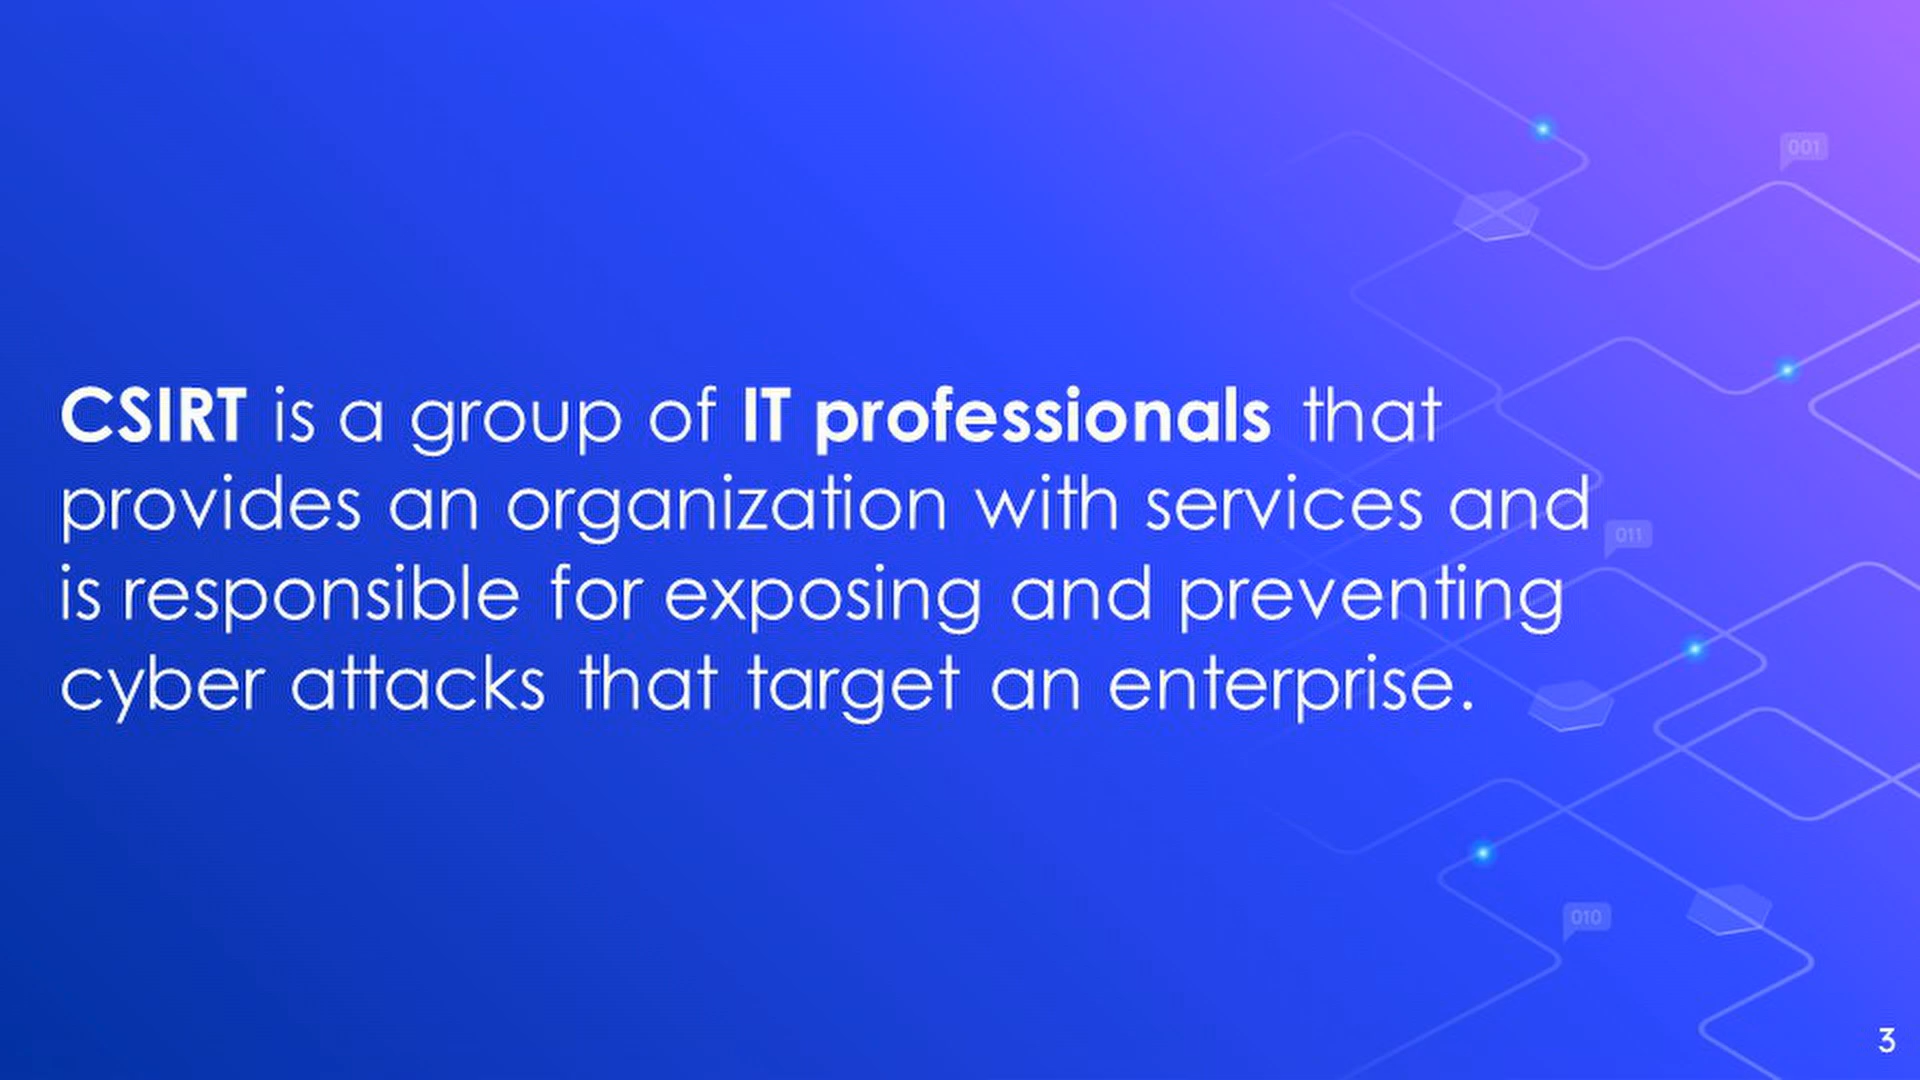 001
CSIRT is a group of IT professionals that
provides an organization with services and
011
is responsible for exposing and preventing
cyber attacks that target an enterprise.
010
3